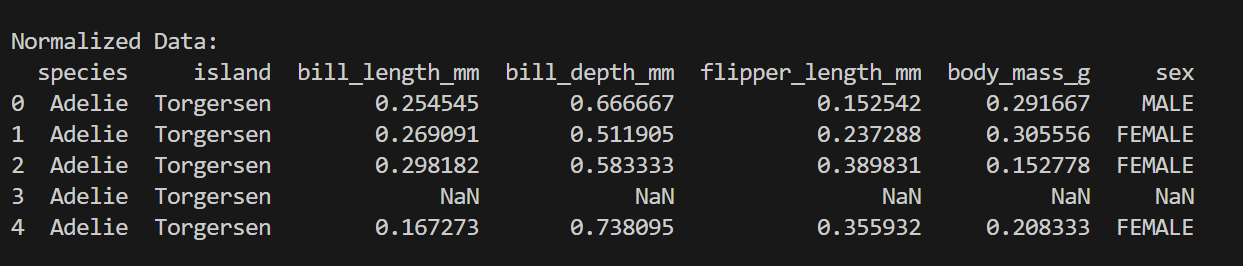 Normalized Data:
species island bill_length_mm bill_depth_mm flipper_length_mm body_mass_g sex
0 Adelie Torgersen 0.254545 0.666667 0.152542 0.291667 MALE
1 Adelie Torgersen 0.269091 0.511905 0.237288 0.305556 FEMALE
2 Adelie Torgersen 0.298182 0.583333 0.389831 0.152778 FEMALE
3 Adelie Torgersen NaN NaN NaN NaN NaN
4 Adelie Torgersen 0.167273 0.738095 0.355932 0.208333 FEMALE